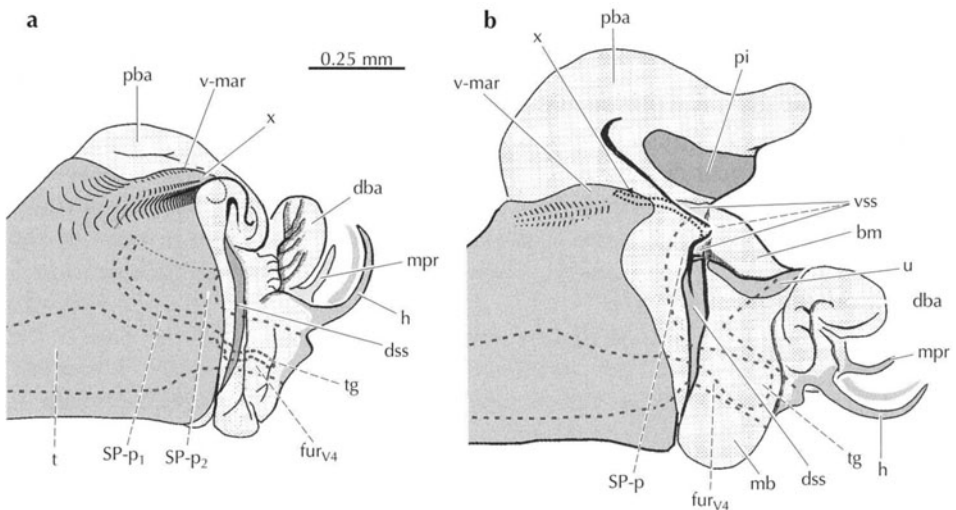 a
0.25 mm
pba
v-mar
x
dba
mpr
h
dss
tg
furV4
SP-p2
SP-p1
t
b
x
pba
pi
v-mar
vss
bm
u
dba
mpr
h
tg
dss
mb
furV4
SP-p